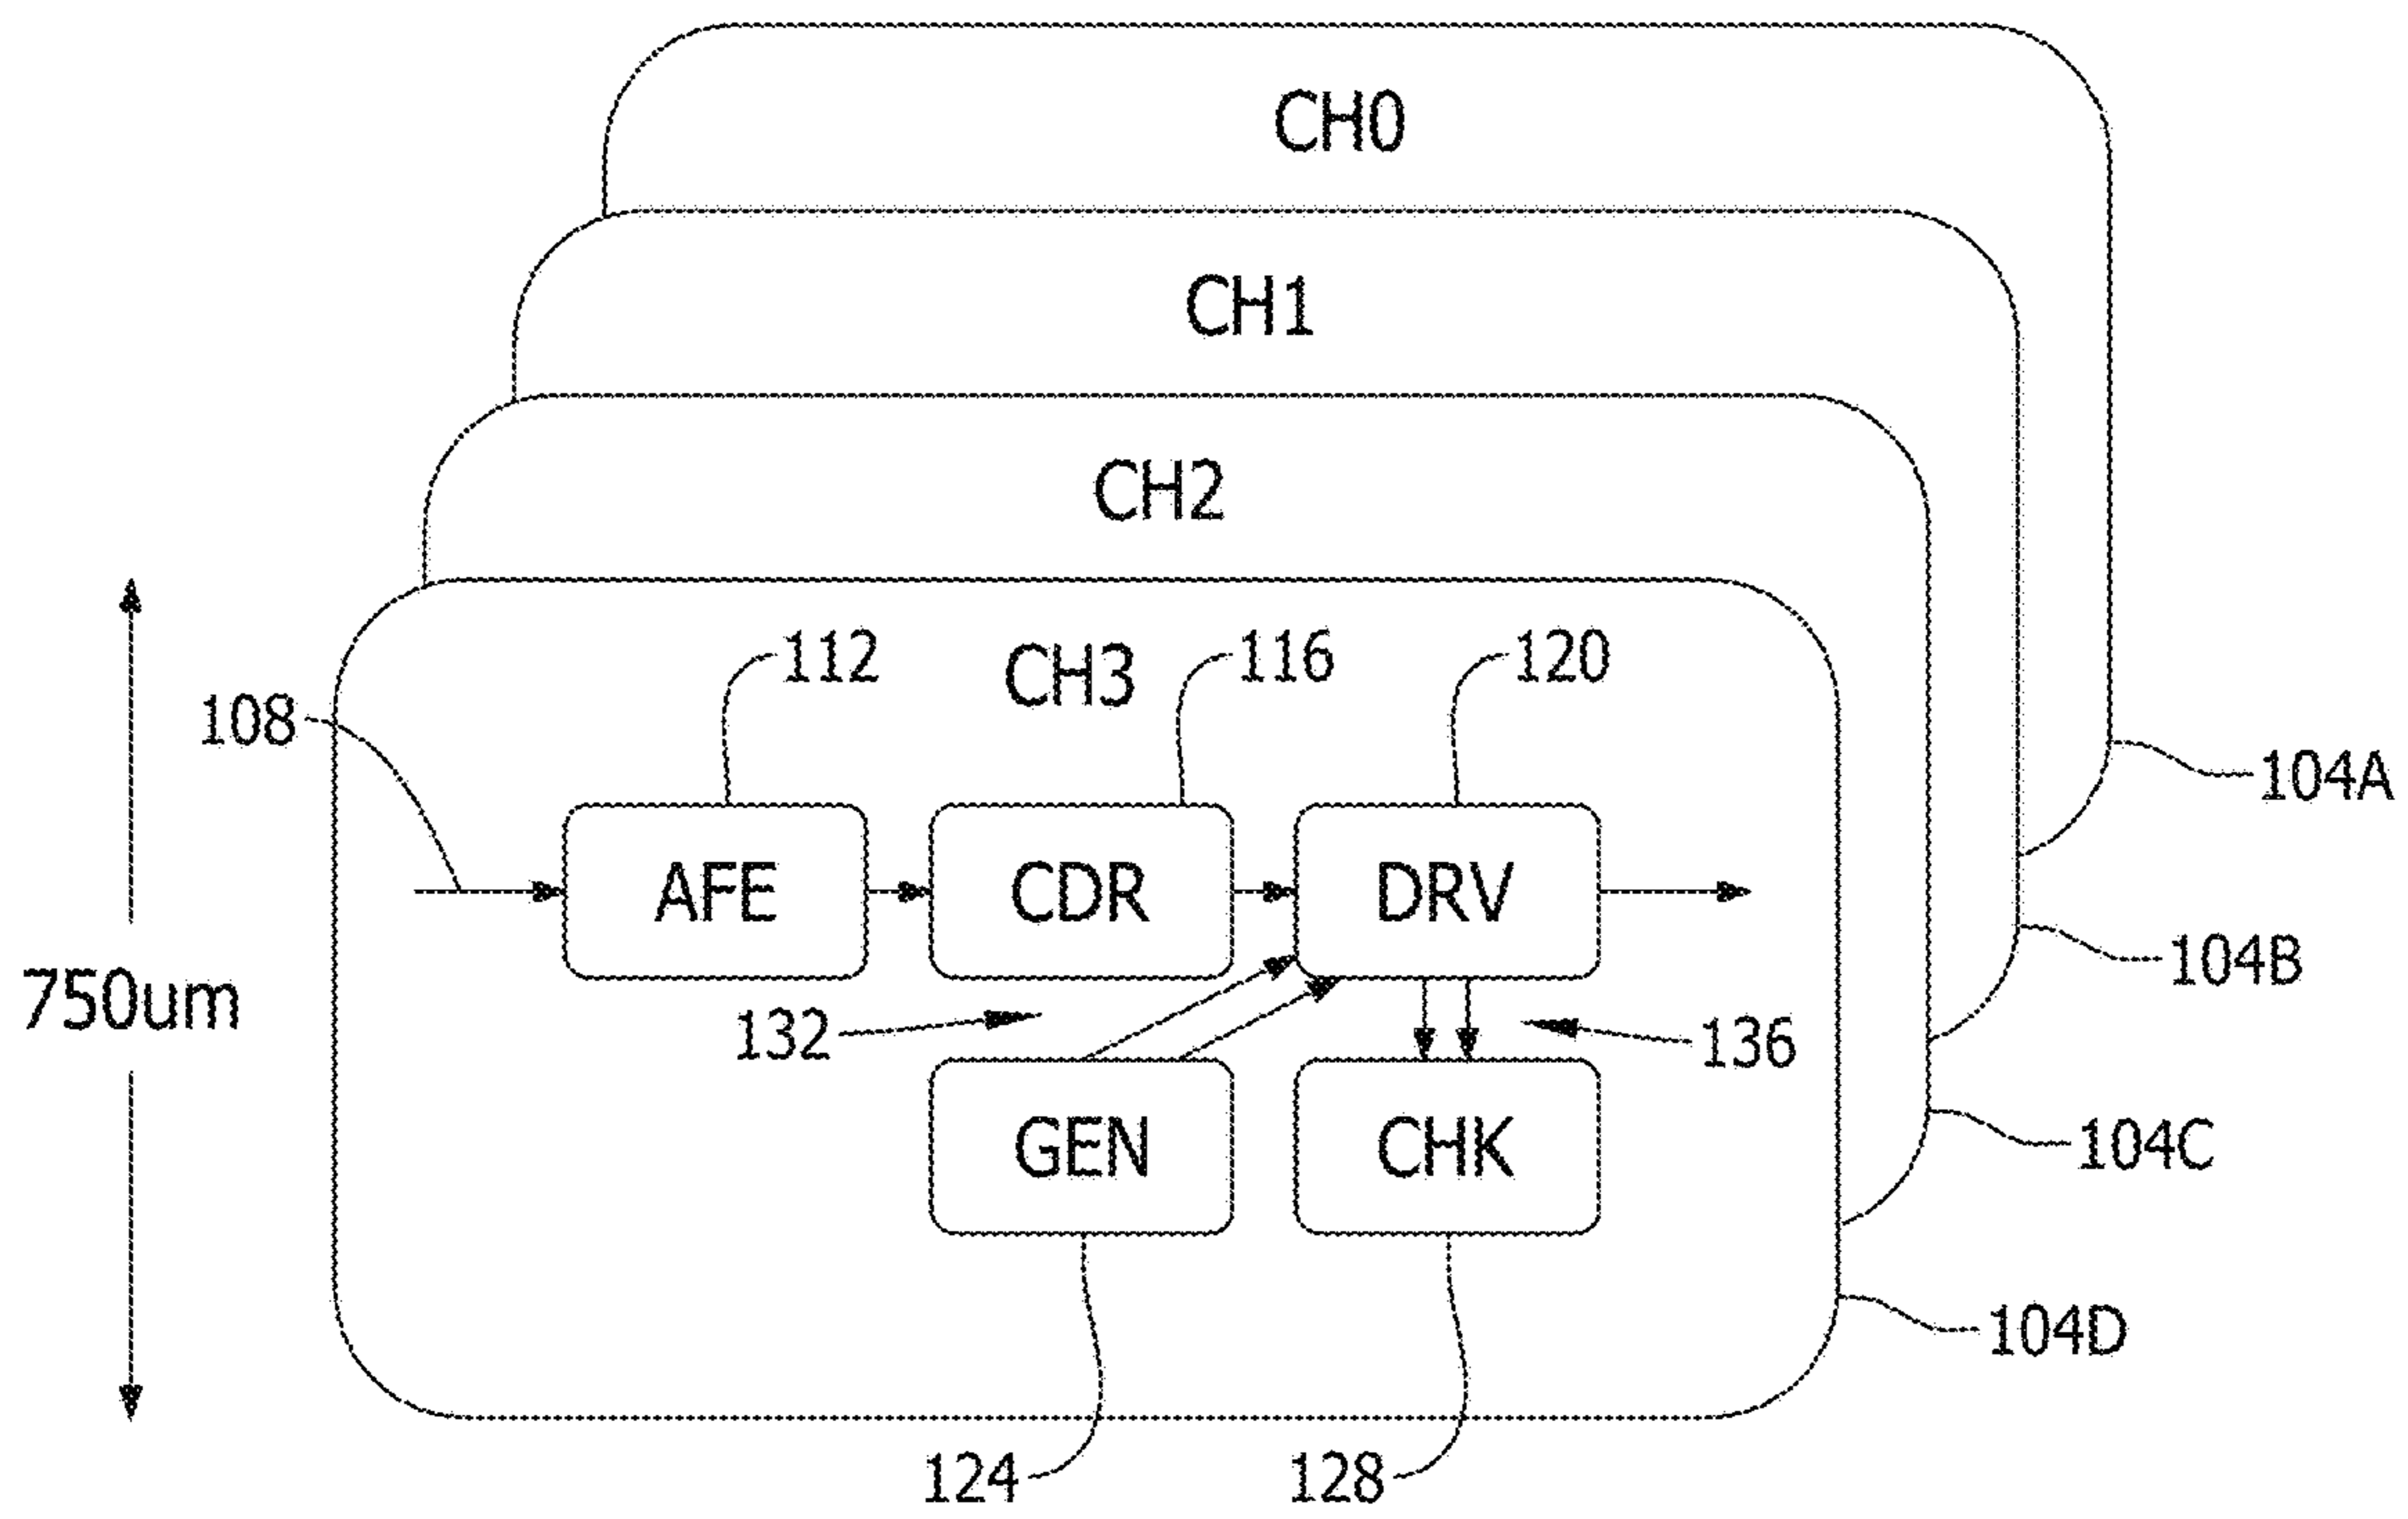 CH0
CH1
CH2
CH3
112
116
120
108
104A
AFE
CDR
DRV
104B
750um
132
136
GEN
CHK
104C
104D
124
128